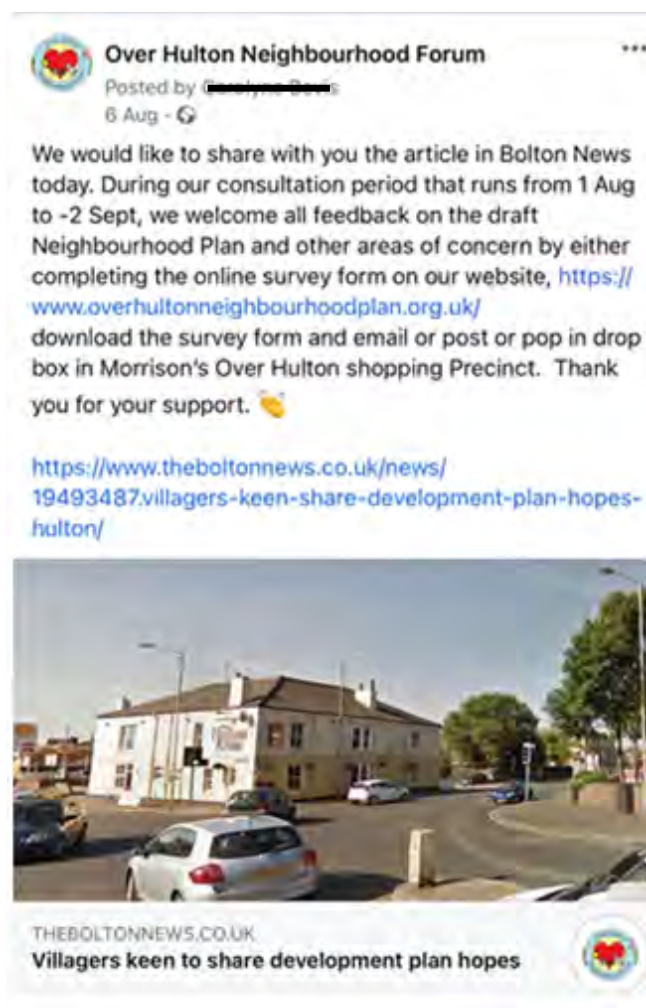 Over Hulton Neighbourhood Forum
Posted by
6 Aug ·
We would like to share with you the article in Bolton News
today. During our consultation period that runs from 1 Aug
to -2 Sept, we welcome all feedback on the draft
Neighbourhood Plan and other areas of concern by either
completing the online survey form on our website, https://
www.overhultonneighbourhoodplan.org.uk/
download the survey form and email or post or pop in drop
box in Morrison's Over Hulton shopping Precinct. Thank
you for your support. 👏
https://www.theboltonnews.co.uk/news/
19493487.villagers-keen-share-development-plan-hopes-
hulton/
THEBOLTONNEWS.CO.UK
Villagers keen to share development plan hopes